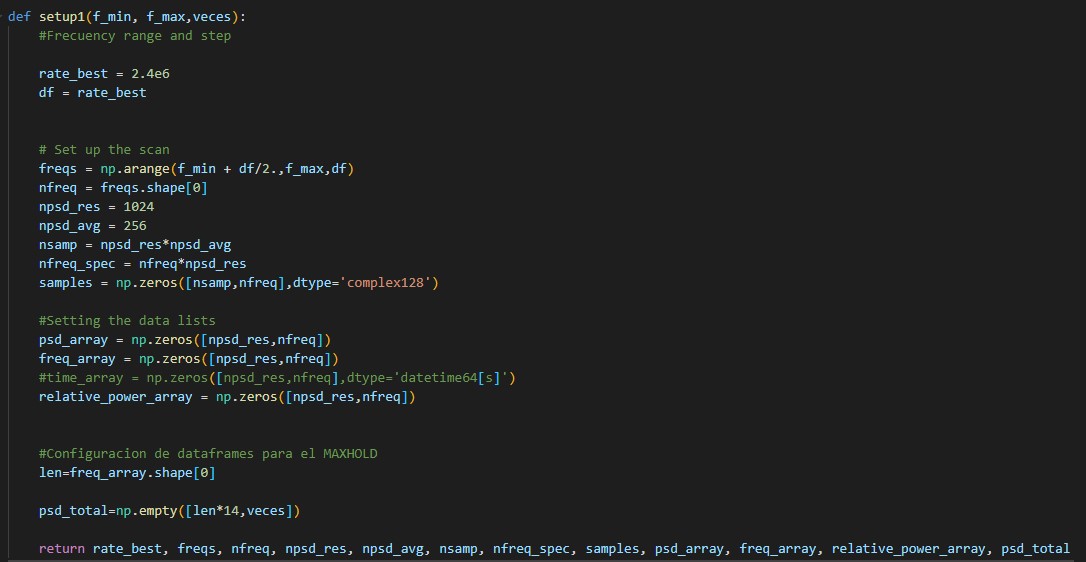 def setup1(f_min, f_max,veces):
    #Frecuency range and step
    rate_best = 2.4e6
    df = rate_best
    # Set up the scan
    freqs = np.arange(f_min + df/2.,f_max,df)
    nfreq = freqs.shape[0]
    npsd_res = 1024
    npsd_avg = 256
    nsamp = npsd_res*npsd_avg
    nfreq_spec = nfreq*npsd_res
    samples = np.zeros([nsamp,nfreq],dtype='complex128')
    #Setting the data lists
    psd_array = np.zeros([npsd_res,nfreq])
    freq_array = np.zeros([npsd_res,nfreq])
    #time_array = np.zeros([npsd_res,nfreq],dtype='datetime64[s]')
    relative_power_array = np.zeros([npsd_res,nfreq])
    #Configuracion de dataframes para el MAXHOLD
    len=freq_array.shape[0]
    psd_total=np.empty([len*14,veces])
    return rate_best, freqs, nfreq, npsd_res, npsd_avg, nsamp, nfreq_spec, samples, psd_array, freq_array, relative_power_array, psd_total